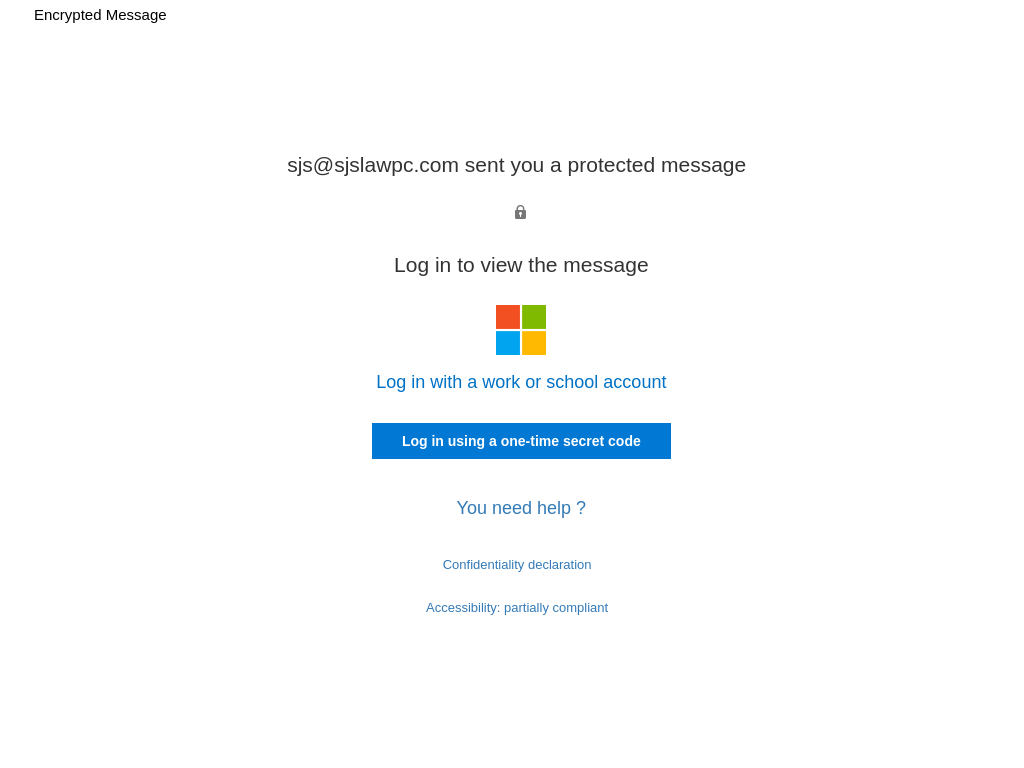 Encrypted Message
sjs@sjslawpc.com sent you a protected message
Log in to view the message
Log in with a work or school account
Log in using a one-time secret code
You need help ?
Confidentiality declaration
Accessibility: partially compliant